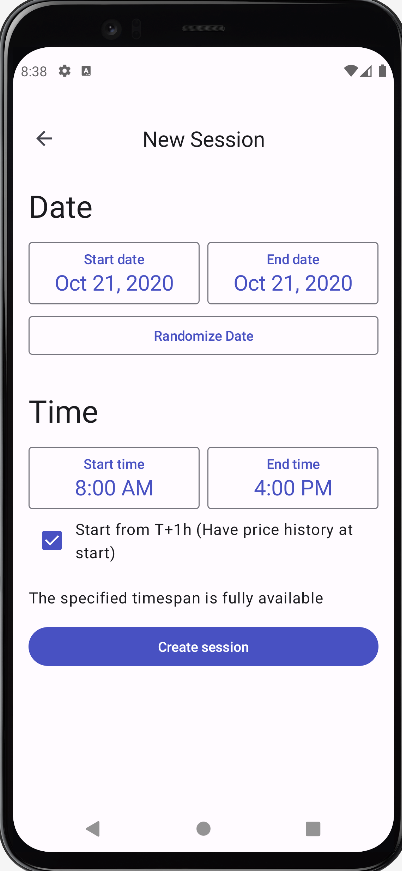 8:38
New Session
Date
Start date
Oct 21, 2020
End date
Oct 21, 2020
Randomize Date
Time
Start time
8:00 AM
End time
4:00 PM
Start from T+1h (Have price history at
start)
The specified timespan is fully available
Create session